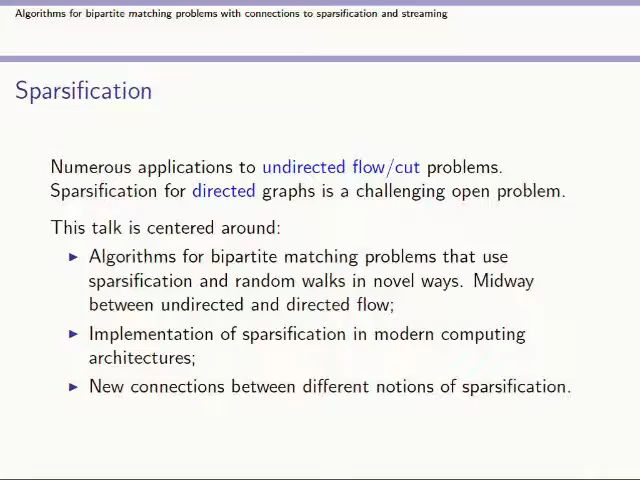 Algorithms for bipartite matching problems with connections to sparsification and streaming
Sparsification
Numerous applications to undirected flow/cut problems.
Sparsification for directed graphs is a challenging open problem.
This talk is centered around:
▶ Algorithms for bipartite matching problems that use
sparsification and random walks in novel ways. Midway
between undirected and directed flow;
▶ Implementation of sparsification in modern computing
architectures;
▶ New connections between different notions of sparsification.